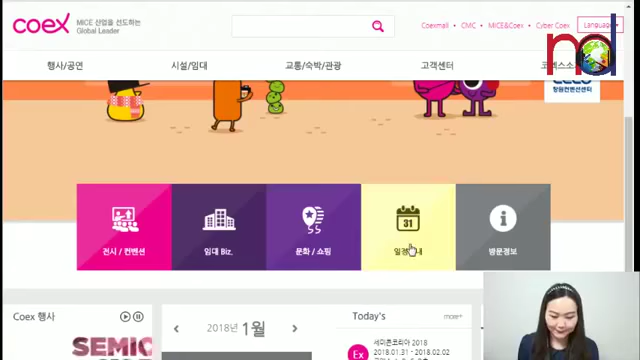 coex
MICE 산업을 선도하는
Global Leader
Coexmall
CMC
MICE&Coex
Cyber Coex
Language
nd
행사/공연
시설/임대
교통/숙박/관광
고객센터
창원컨벤션센터
전시 / 컨벤션
임대 Biz.
문화 / 쇼핑
31
방문정보
Coex 행사
2018년 1월
Today's
more+
Ex
세미콘코리아 2018
2018.01.31 - 2018.02.02
SEMIC